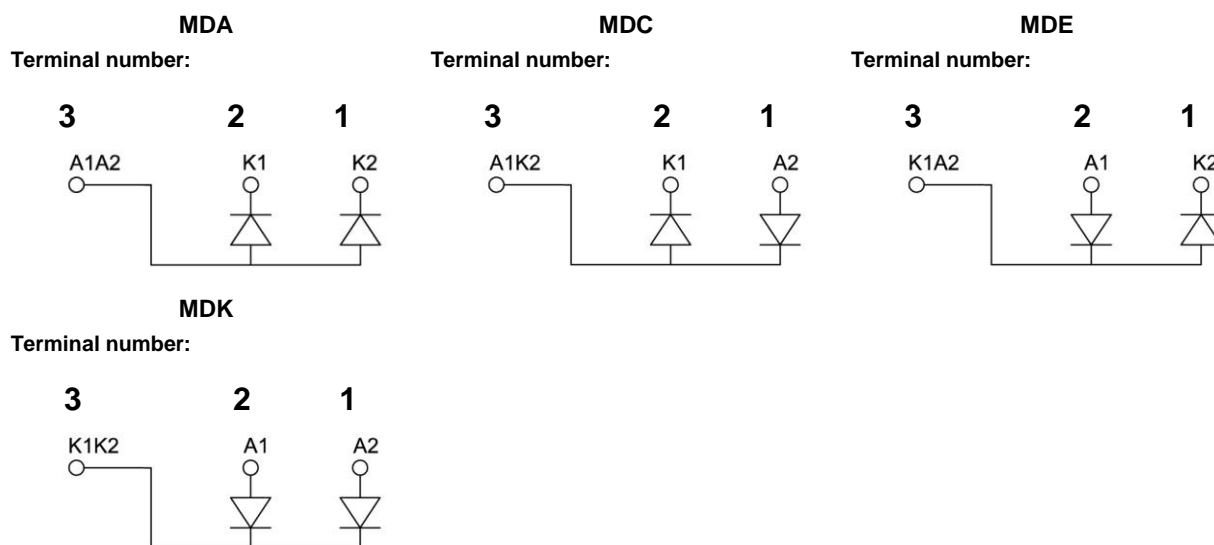 MDA MDC MDE
Terminal number: Terminal number: Terminal number:
3 2 1 3 2 1 3 2 1
A1A2 K1 K2 A1K2 K1 A2 K1A2 A1 K2
MDK
Terminal number:
3 2 1
K1K2 A1 A2